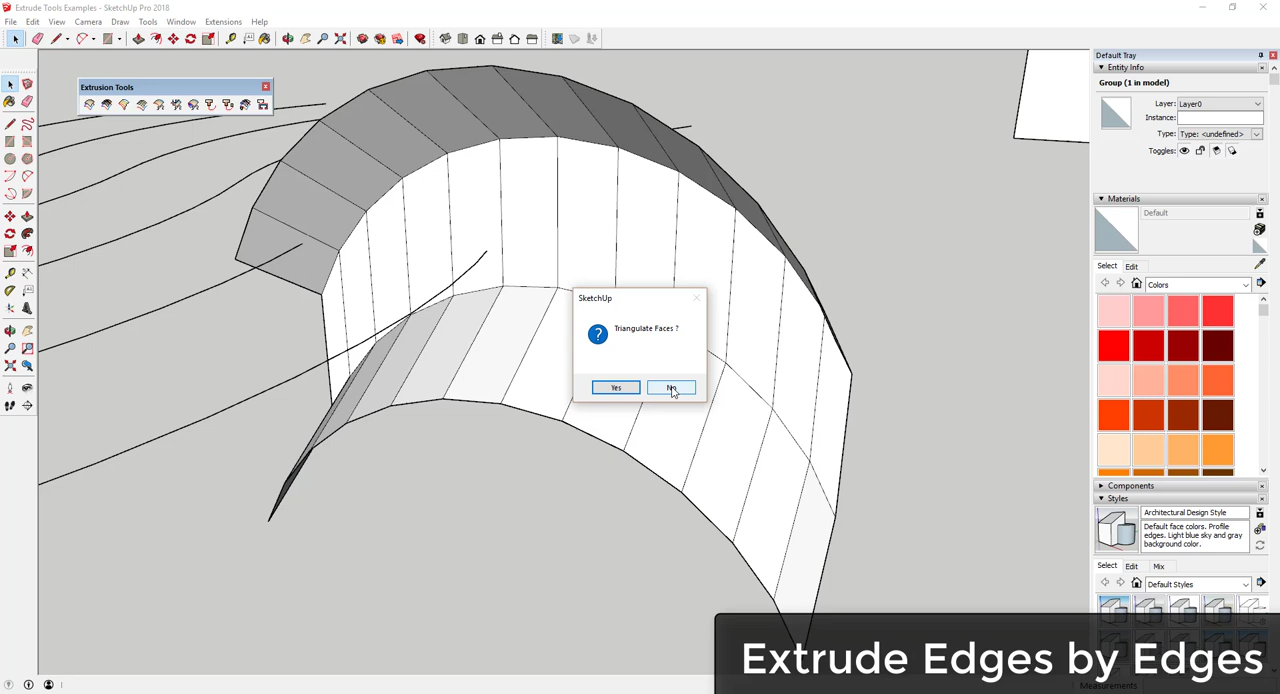 Extrude Tools Examples - SketchUp Pro 2018
File Edit View Camera Draw Tools Window Extensions Help
Extrusion Tools
Default Tray
Entity Info
Group (1 in model)
Layer: Layer0
Instance:
Type: Type: <undefined>
Toggles:
Materials
Default
Select Edit
Colors
SketchUp
Triangulate Faces ?
Yes No
Components
Styles
Architectural Design Style
Default face colors. Profile
edges. Light blue sky and gray
background color.
Select Edit Mix
Default Styles
Extrude Edges by Edges
Measurements